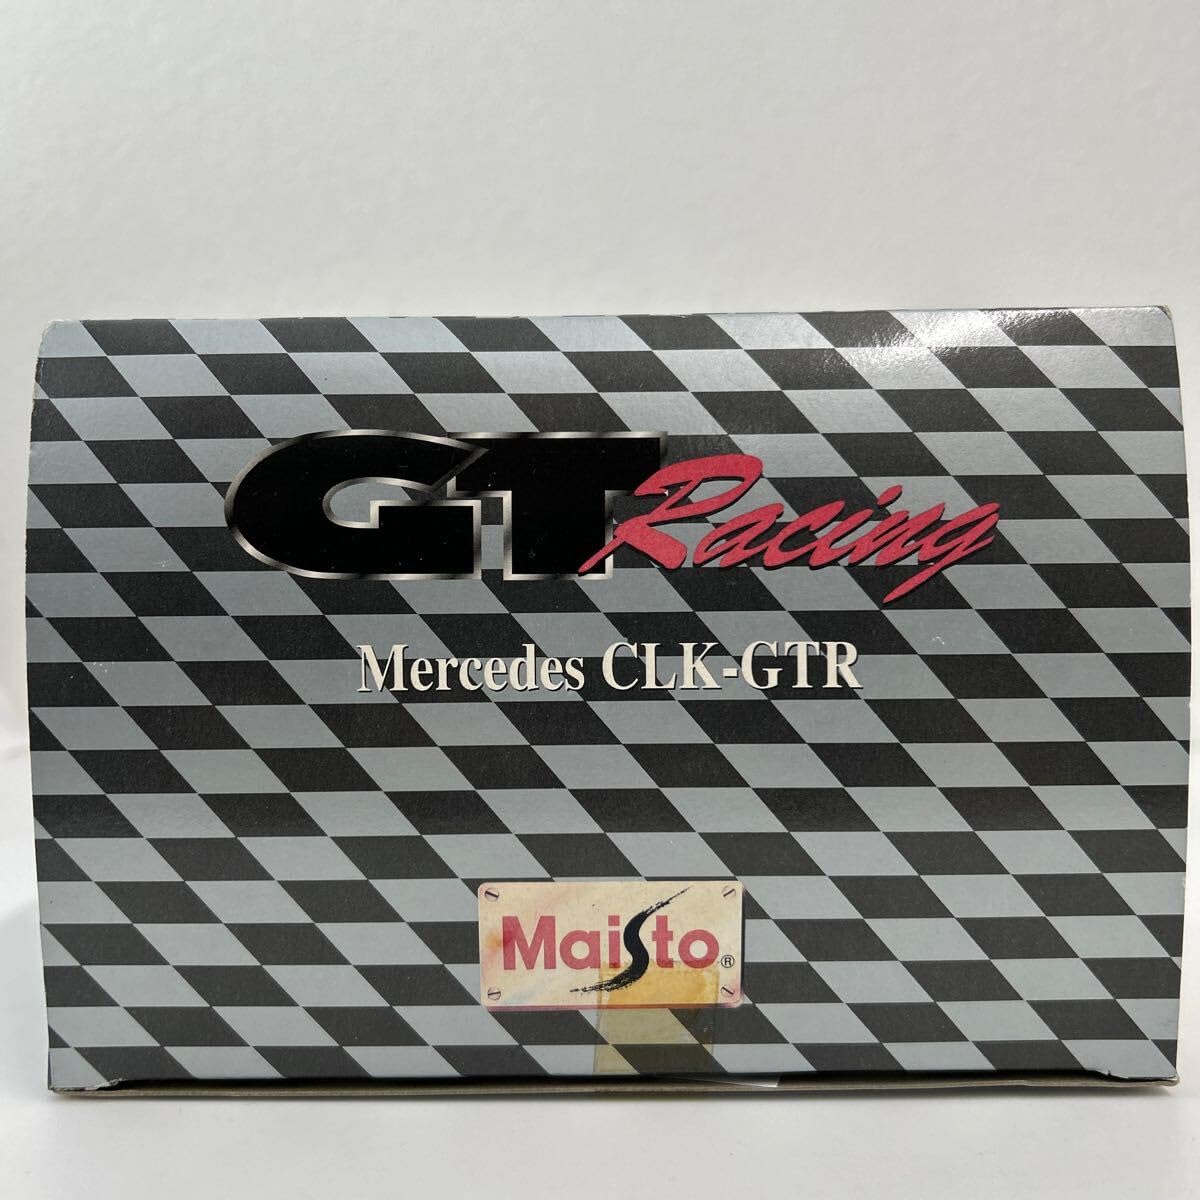 GT Racing
Mercedes CLK-GTR
Maisto®